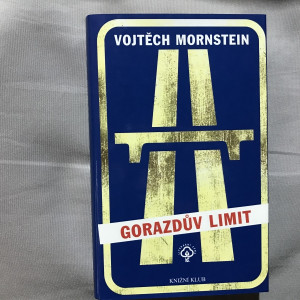 VOJTĚCH MORNSTEIN
GORAZDŮV LIMIT
KNIŽNÍ KLUB